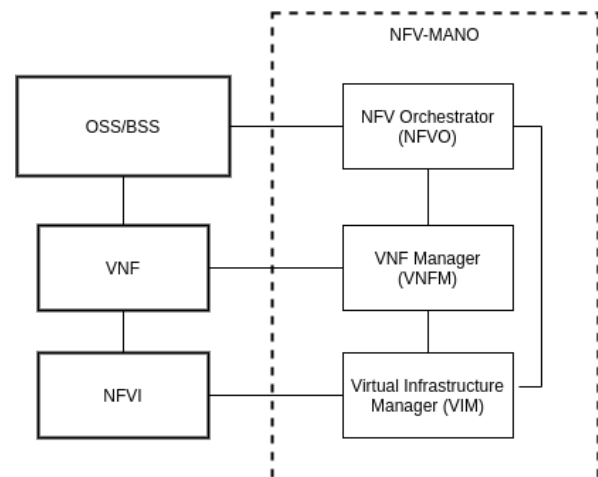 NFV-MANO
OSS/BSS
NFV Orchestrator
(NFVO)
VNF
VNF Manager
(VNFM)
NFVI
Virtual Infrastructure
Manager (VIM)